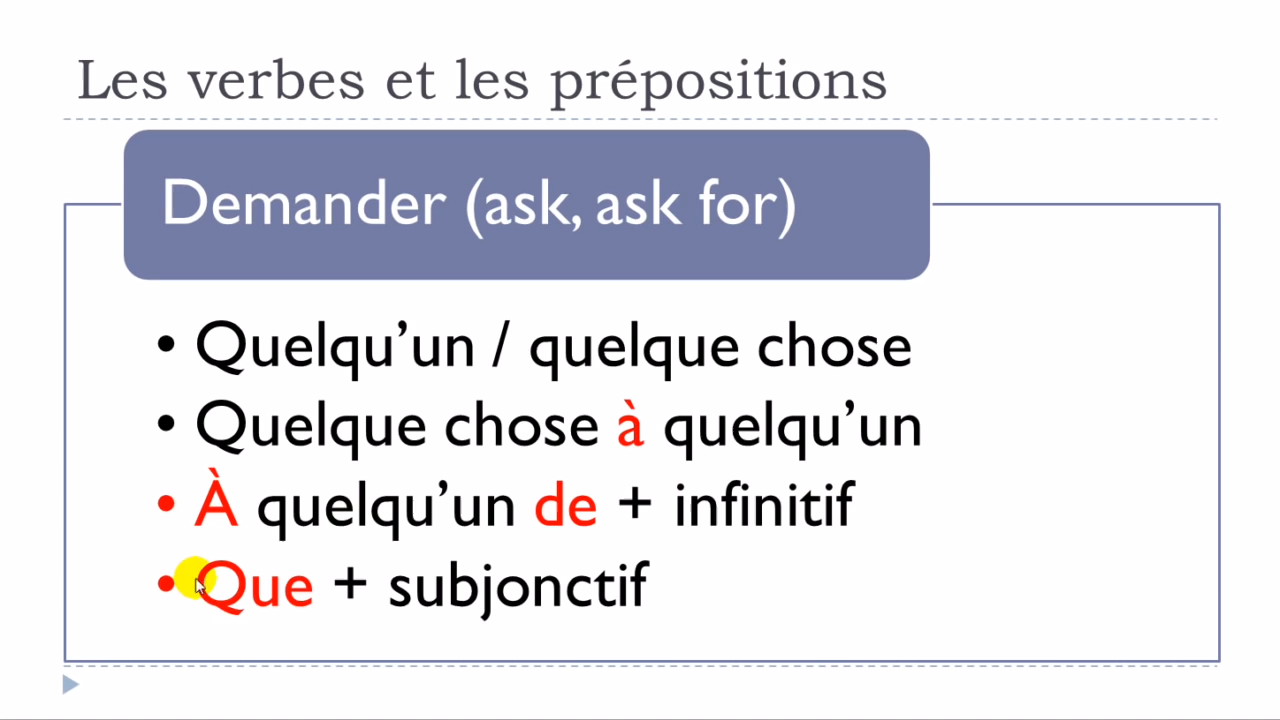 Les verbes et les prépositions
Demander (ask, ask for)
• Quelqu’un / quelque chose
• Quelque chose à quelqu’un
• À quelqu’un de + infinitif
• Que + subjonctif